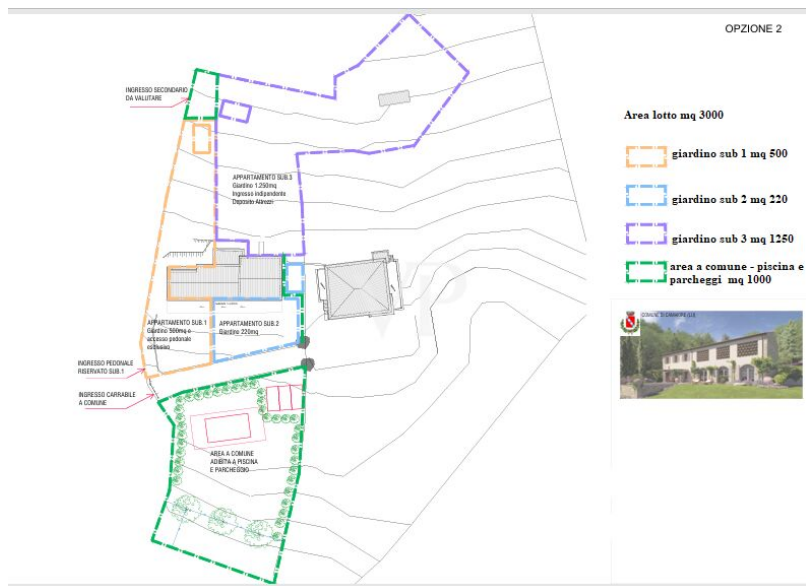 OPZIONE 2
INGRESSO SECONDARIO
DA VALUTARE
Area lotto mq 3000
giardino sub 1 mq 500
giardino sub 2 mq 220
giardino sub 3 mq 1250
area a comune - piscina e
parcheggi mq 1000
APPARTAMENTO SUB.3
Giardino 1.250mq
Ingresso indipendente
Deposito Attrezzi
APPARTAMENTO SUB.1
Giardino 500mq e
accesso pedonale
esclusivo
APPARTAMENTO SUB.2
Giardino 220mq
INGRESSO PEDONALE
RISERVATO SUB.1
INGRESSO CARRABILE
A COMUNE
AREA A COMUNE
ADIBITA A PISCINA
E PARCHEGGIO
VP